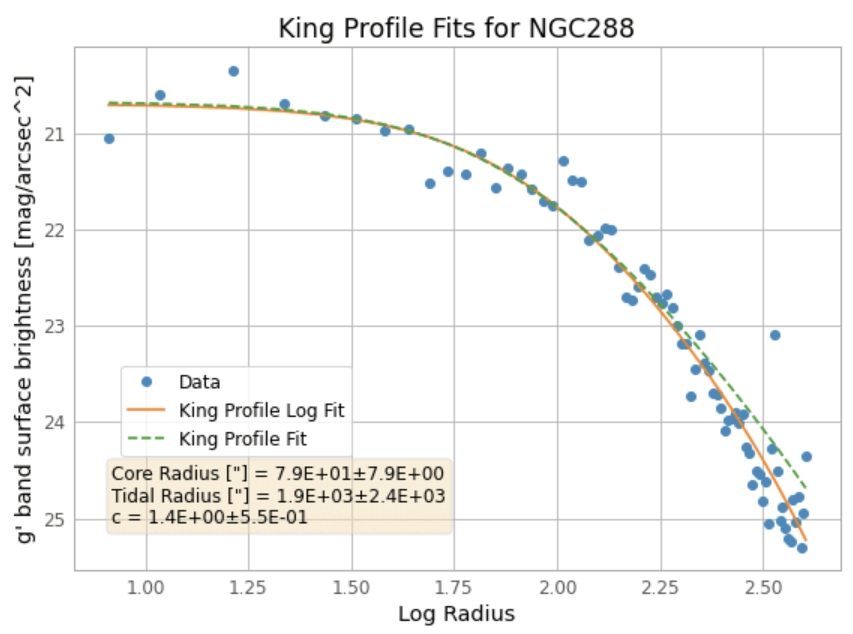 King Profile Fits for NGC288
g' band surface brightness [mag/arcsec^2]
21
22
23
24
25
Data
King Profile Log Fit
King Profile Fit
Core Radius ["] = 7.9E+01±7.9E+00
Tidal Radius ["] = 1.9E+03±2.4E+03
c = 1.4E+00±5.5E-01
1.00 1.25 1.50 1.75 2.00 2.25 2.50
Log Radius